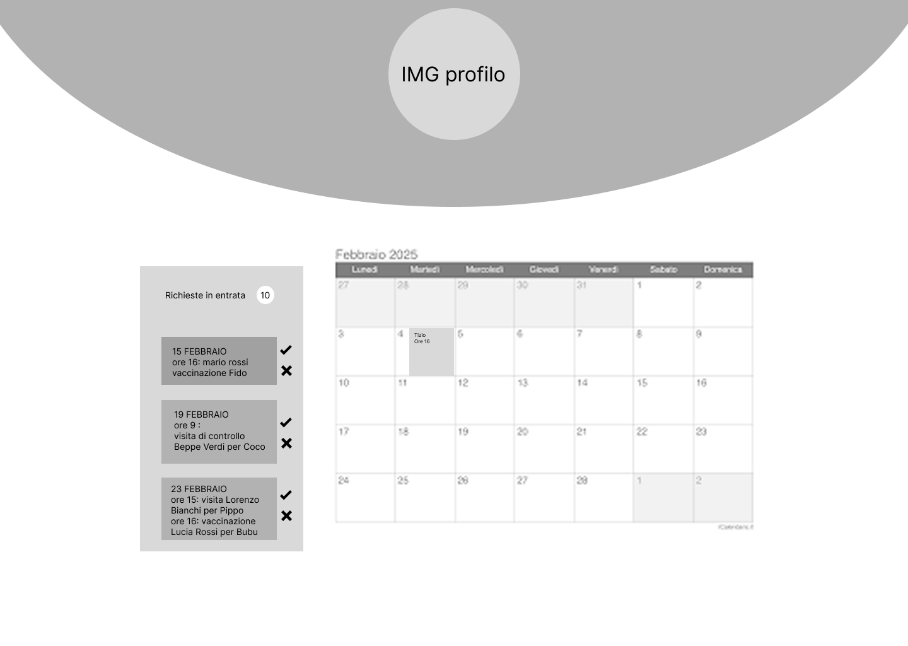 IMG profilo
Richieste in entrata 10
15 FEBBRAIO
ore 16: mario rossi
vaccinazione Fido
19 FEBBRAIO
ore 9 :
visita di controllo
Beppe Verdi per Coco
23 FEBBRAIO
ore 15: visita Lorenzo
Bianchi per Pippo
ore 16: vaccinazione
Lucia Rossi per Bubu
Febbraio 2025
Lunedì Martedì Mercoledì Giovedì Venerdì Sabato Domenica
27 28 29 30 31 1 2
3 4 5 6 7 8 9
Tizio
Ore 16
10 11 12 13 14 15 16
17 18 19 20 21 22 23
24 25 26 27 28 1 2